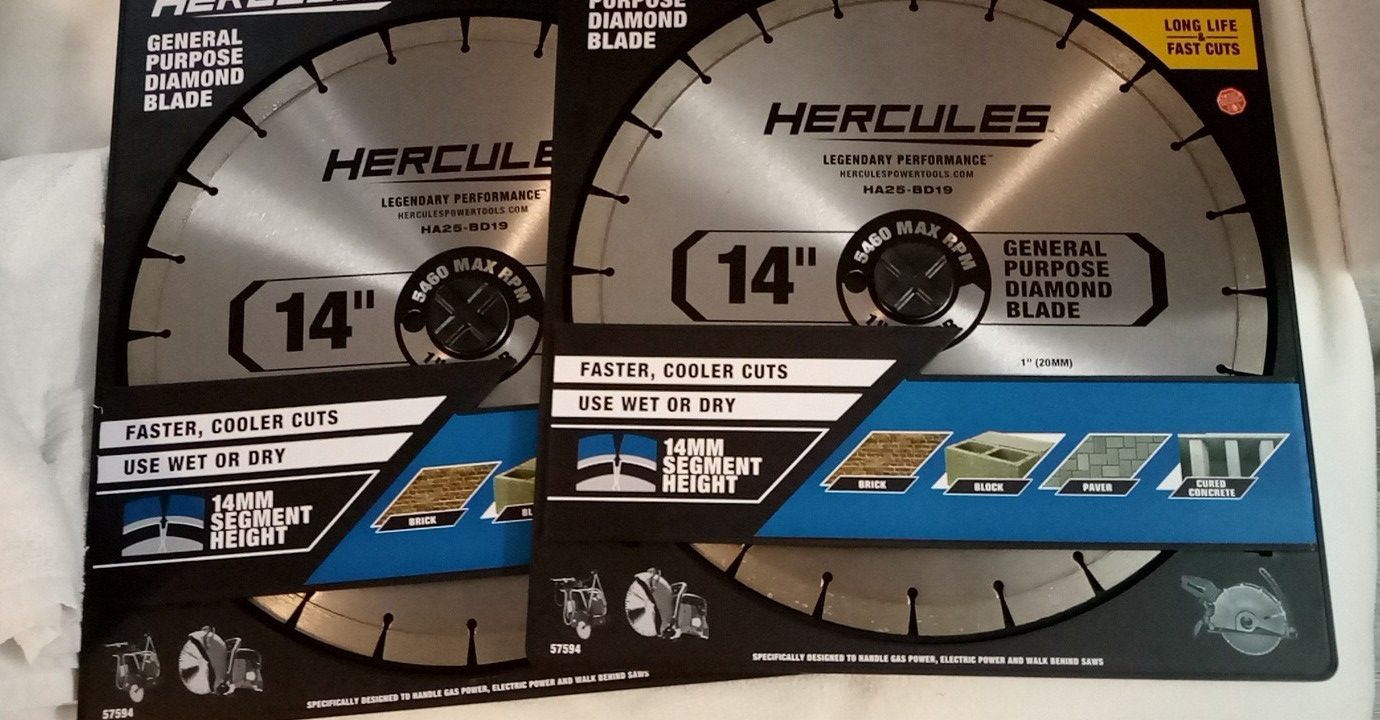 HERCULES
GENERAL
PURPOSE
DIAMOND
BLADE
HERCULE
LEGENDARY PERFORMANCE™
HERCULESPOWERTOOLS.COM
HA25-BD19
5460 MAX RPM
14"
FASTER, COOLER CUTS
USE WET OR DRY
14MM
SEGMENT
HEIGHT
BRICK
BL
57594
SPECIFICALLY DESIGNED TO HANDLE GAS POWER, ELECTRIC POWER AND WALK BEHIND SAWS
PURPOSE
DIAMOND
BLADE
LONG LIFE
&
FAST CUTS
HERCULES™
LEGENDARY PERFORMANCE™
HERCULESPOWERTOOLS.COM
HA25-BD19
5460 MAX RPM
14"
GENERAL
PURPOSE
DIAMOND
BLADE
1" (20MM)
FASTER, COOLER CUTS
USE WET OR DRY
14MM
SEGMENT
HEIGHT
BRICK
BLOCK
PAVER
CURED
CONCRETE
57594
SPECIFICALLY DESIGNED TO HANDLE GAS POWER, ELECTRIC POWER AND WALK BEHIND SAWS